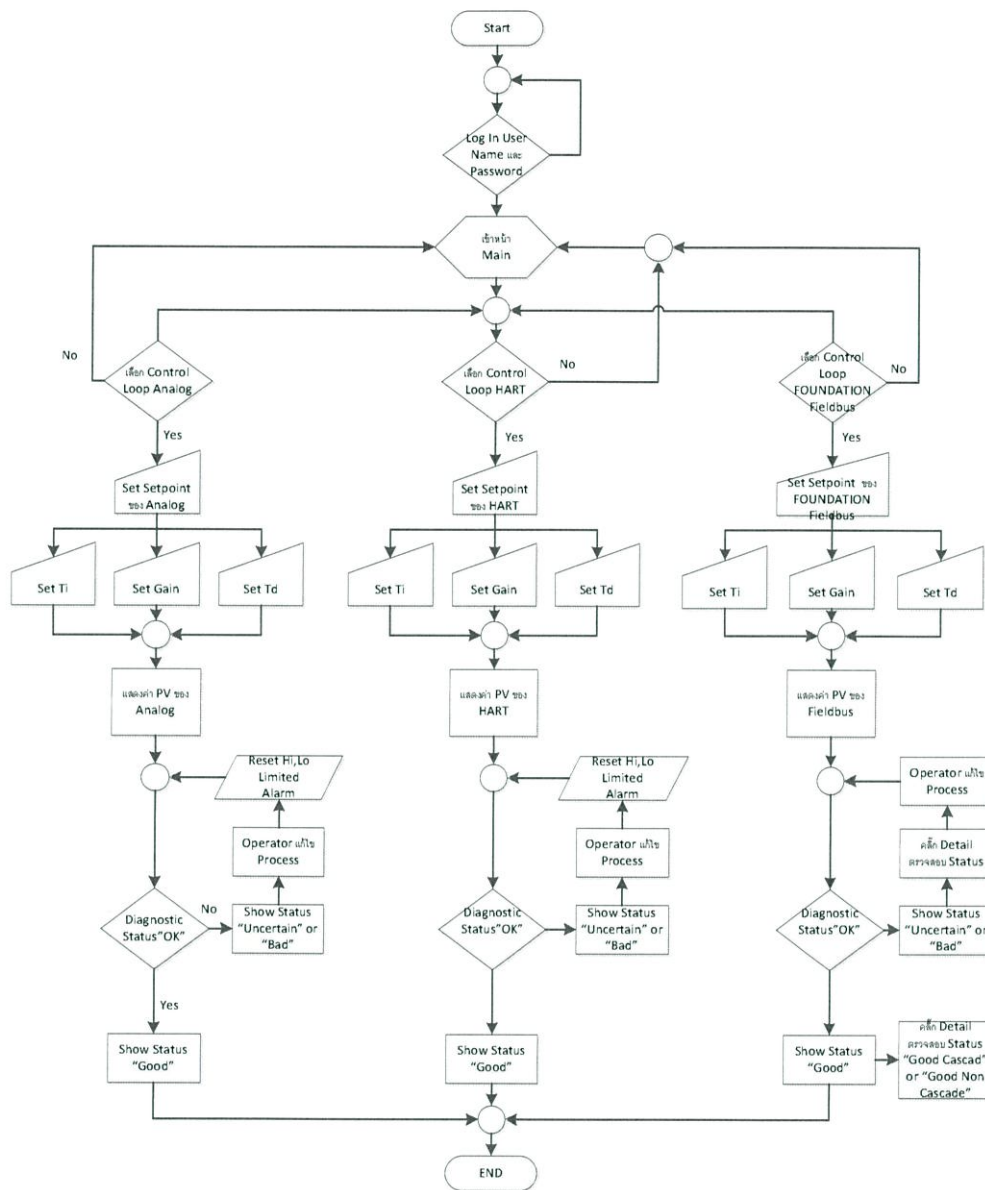 Start
Log In User
Name และ
Password
เข้าหน้า
Main
No
เลือก Control
Loop Analog
Yes
เลือก Control
Loop HART
No
Yes
เลือก Control
Loop
FOUNDATION
Fieldbus
No
Yes
Set Setpoint
ของ Analog
Set Setpoint
ของ HART
Set Setpoint ของ
FOUNDATION
Fieldbus
Set Ti
Set Gain
Set Td
Set Ti
Set Gain
Set Td
Set Ti
Set Gain
Set Td
แสดงค่า PV ของ
Analog
แสดงค่า PV ของ
HART
แสดงค่า PV ของ
Fieldbus
Reset Hi,Lo
Limited
Alarm
Reset Hi,Lo
Limited
Alarm
Operator แก้ไข
Process
Operator แก้ไข
Process
Operator แก้ไข
Process
คลิ๊ก Detail
ตรวจสอบ Status
Diagnostic
Status"OK"
No
Show Status
"Uncertain" or
"Bad"
Diagnostic
Status"OK"
Show Status
"Uncertain" or
"Bad"
Diagnostic
Status"OK"
Show Status
"Uncertain" or
"Bad"
Yes
Show Status
"Good"
Show Status
"Good"
Show Status
"Good"
คลิ๊ก Detail
ตรวจสอบ Status
"Good Cascad"
or "Good Non
Cascade"
END